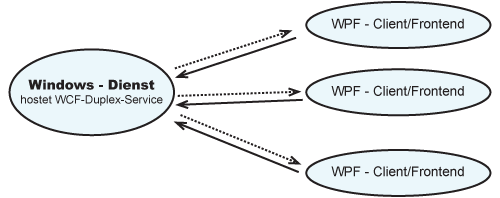 WPF - Client/Frontend
Windows - Dienst
hostet WCF-Duplex-Service
WPF - Client/Frontend
WPF - Client/Frontend